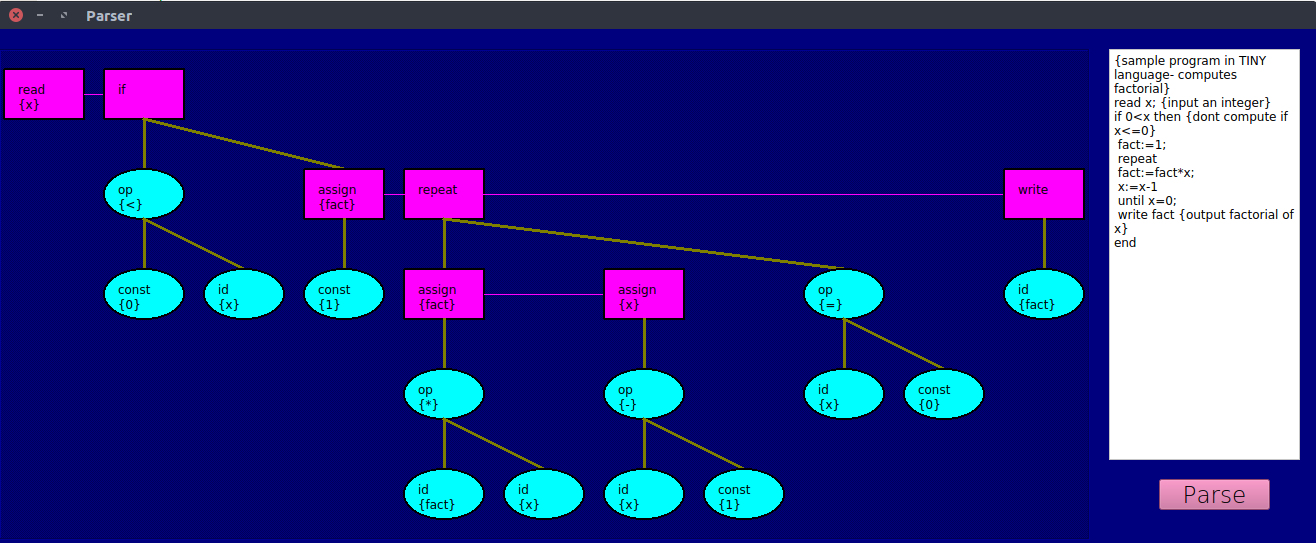 Parser
read
{x}
if
op
{<}
assign
{fact}
repeat
write
const
{0}
id
{x}
const
{1}
assign
{fact}
assign
{x}
op
{=}
id
{fact}
op
{*}
op
{-}
id
{x}
const
{0}
id
{fact}
id
{x}
id
{x}
const
{1}
{sample program in TINY
language- computes
factorial}
read x; {input an integer}
if 0<x then {dont compute if
x<=0}
fact:=1;
repeat
fact:=fact*x;
x:=x-1
until x=0;
write fact {output factorial of
x}
end
Parse